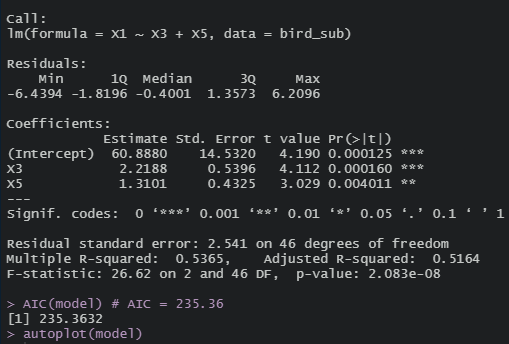 Call:
lm(formula = X1 ~ X3 + X5, data = bird_sub)
Residuals:
Min 1Q Median 3Q Max
-6.4394 -1.8196 -0.4001 1.3573 6.2096
Coefficients:
Estimate Std. Error t value Pr(>|t|)
(Intercept) 60.8880 14.5320 4.190 0.000125 ***
X3 2.2188 0.5396 4.112 0.000160 ***
X5 1.3101 0.4325 3.029 0.004011 **
---
Signif. codes: 0 ‘***’ 0.001 ‘**’ 0.01 ‘*’ 0.05 ‘.’ 0.1 ‘ ’ 1
Residual standard error: 2.541 on 46 degrees of freedom
Multiple R-squared: 0.5365, Adjusted R-squared: 0.5164
F-statistic: 26.62 on 2 and 46 DF, p-value: 2.083e-08
> AIC(model) # AIC = 235.36
[1] 235.3632
> autoplot(model)